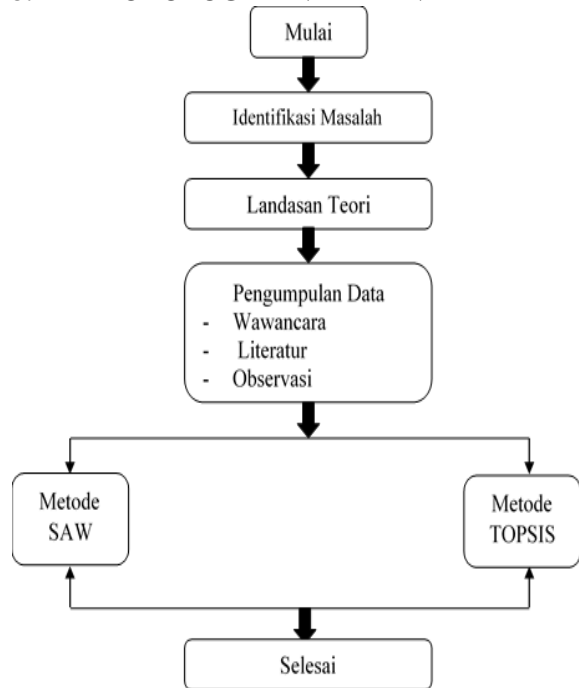 Mulai
Identifikasi Masalah
Landasan Teori
Pengumpulan Data
- Wawancara
- Literatur
- Observasi
Metode
SAW
Metode
TOPSIS
Selesai